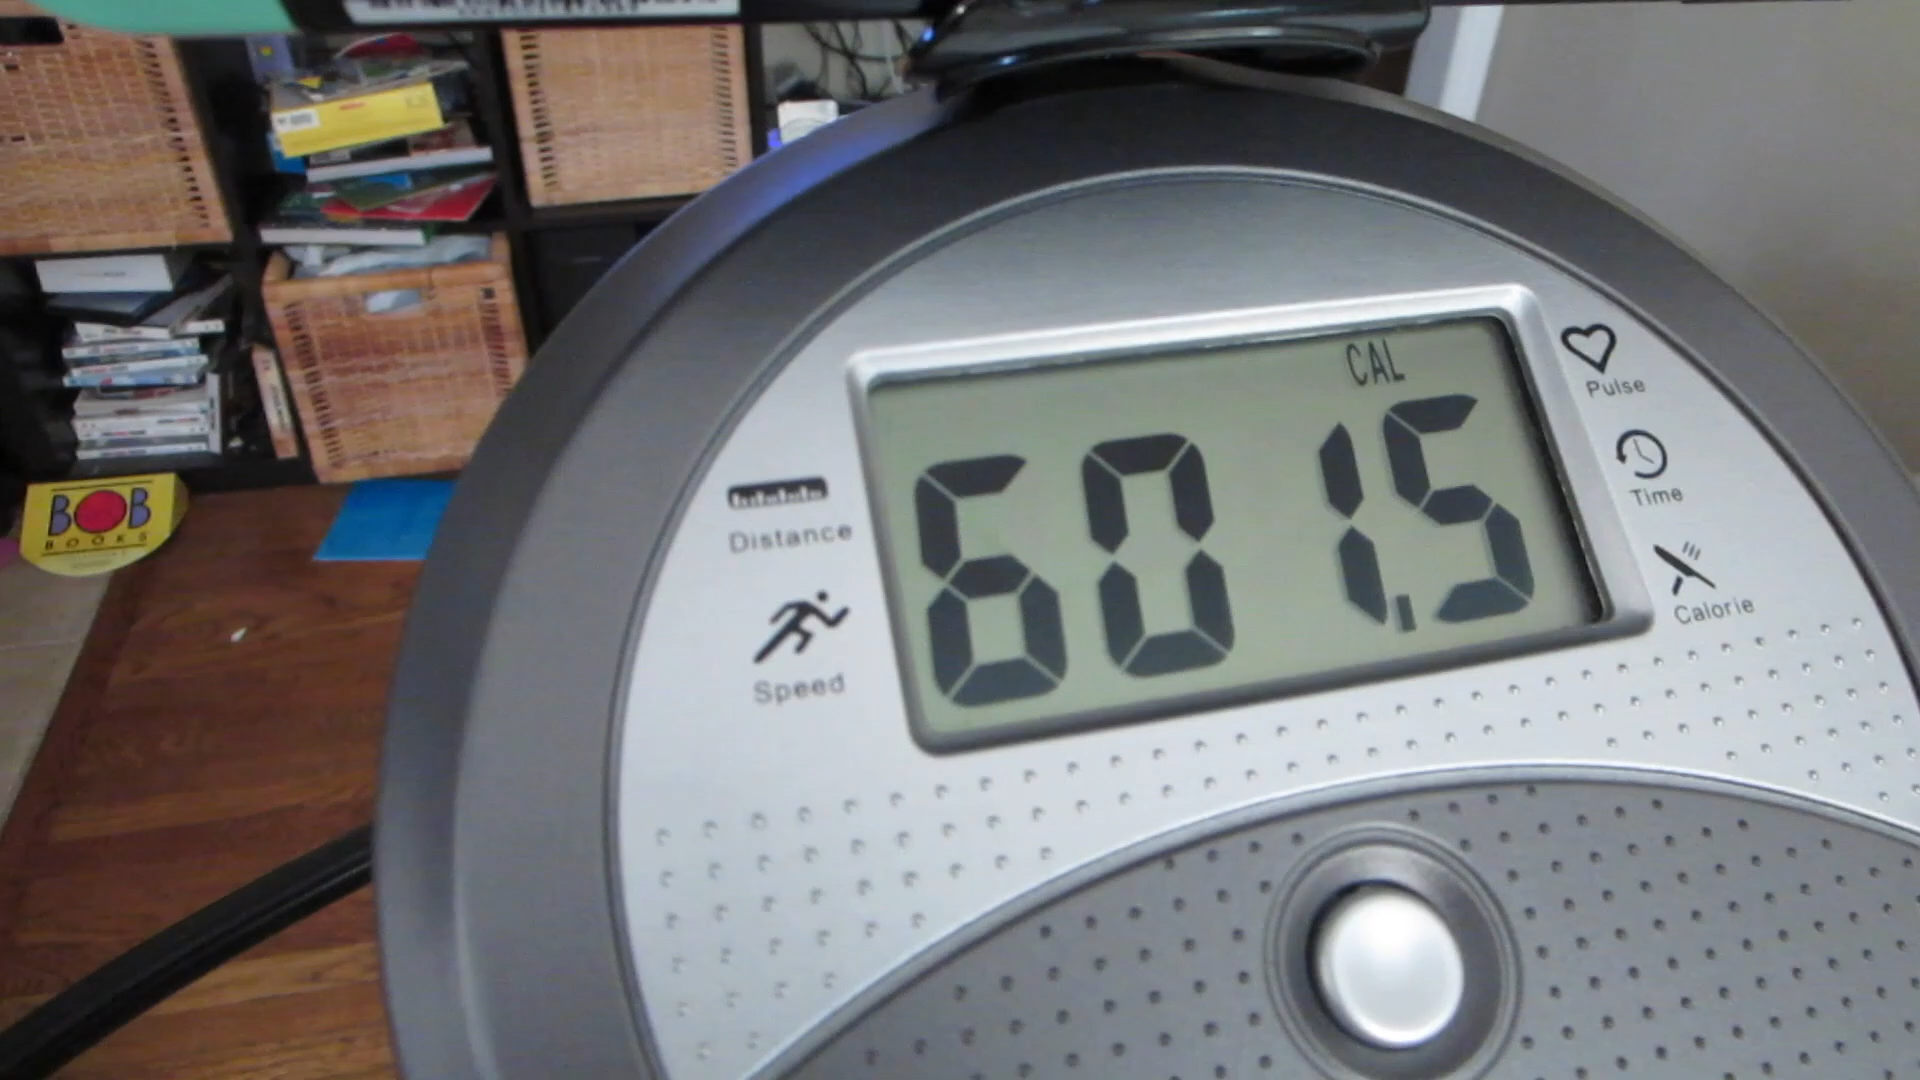 CAL
601.5
Distance
Speed
Pulse
Time
Calorie
BOB
BOOKS